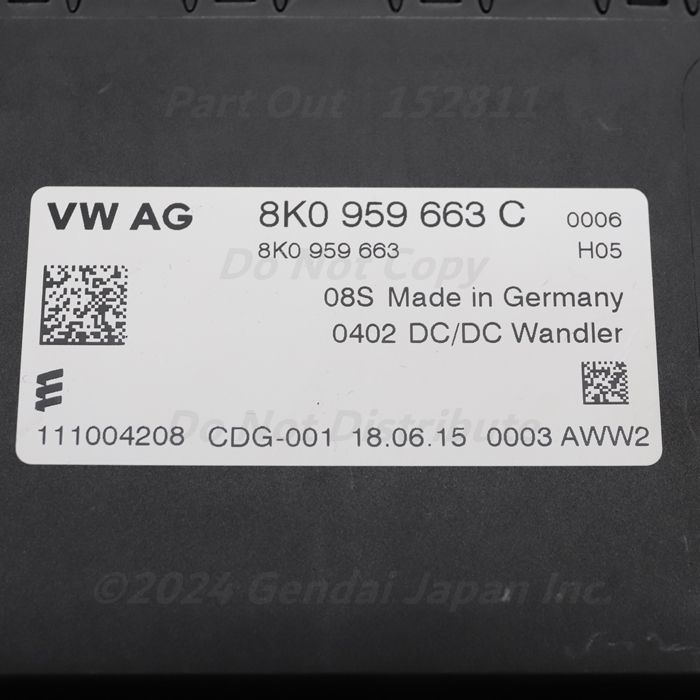 Part Out 152811
VW AG 8K0 959 663 C 0006
8K0 959 663 H05
Do Not Copy
08S Made in Germany
0402 DC/DC Wandler
Do Not Distribute
111004208 CDG-001 18.06.15 0003 AWW2
©2024 Gendai Japan Inc.